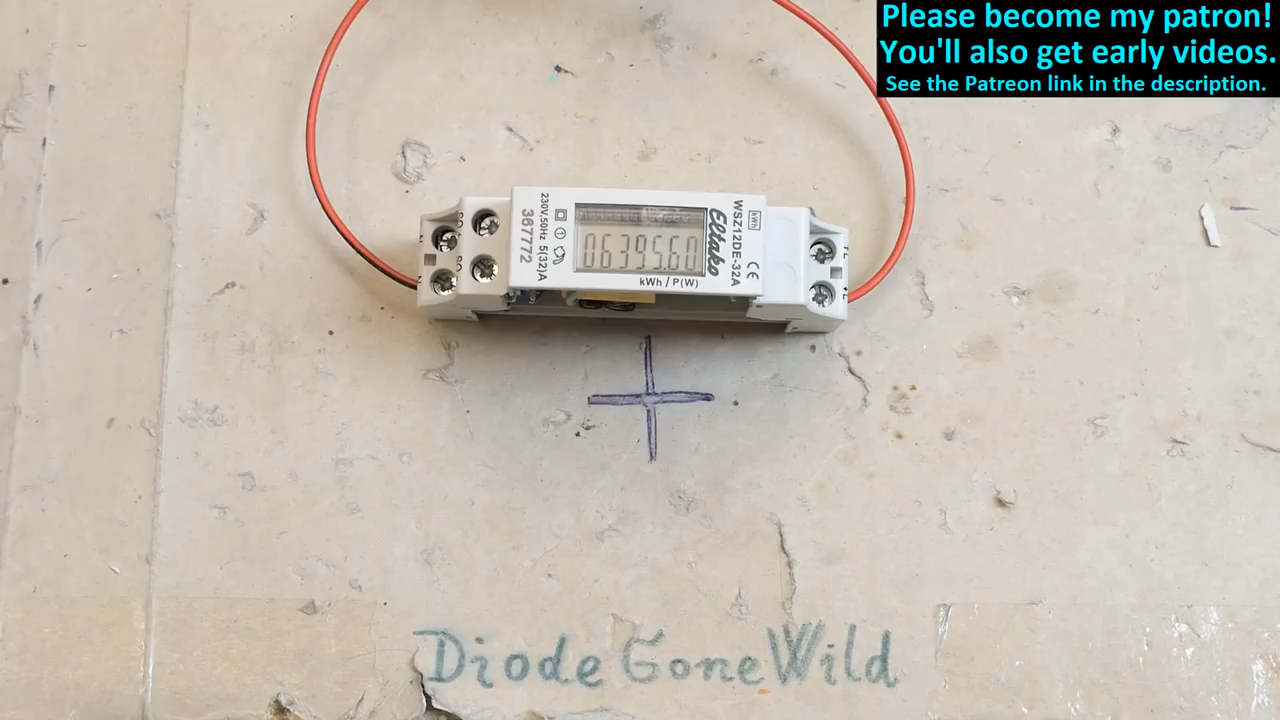 Please become my patron!
You'll also get early videos.
See the Patreon link in the description.
230V,50Hz 5(32)A
367772
06395.60
kWh / P(W)
Eltako
WSZ12DE-32A
kWh
CE
DiodeGoneWild